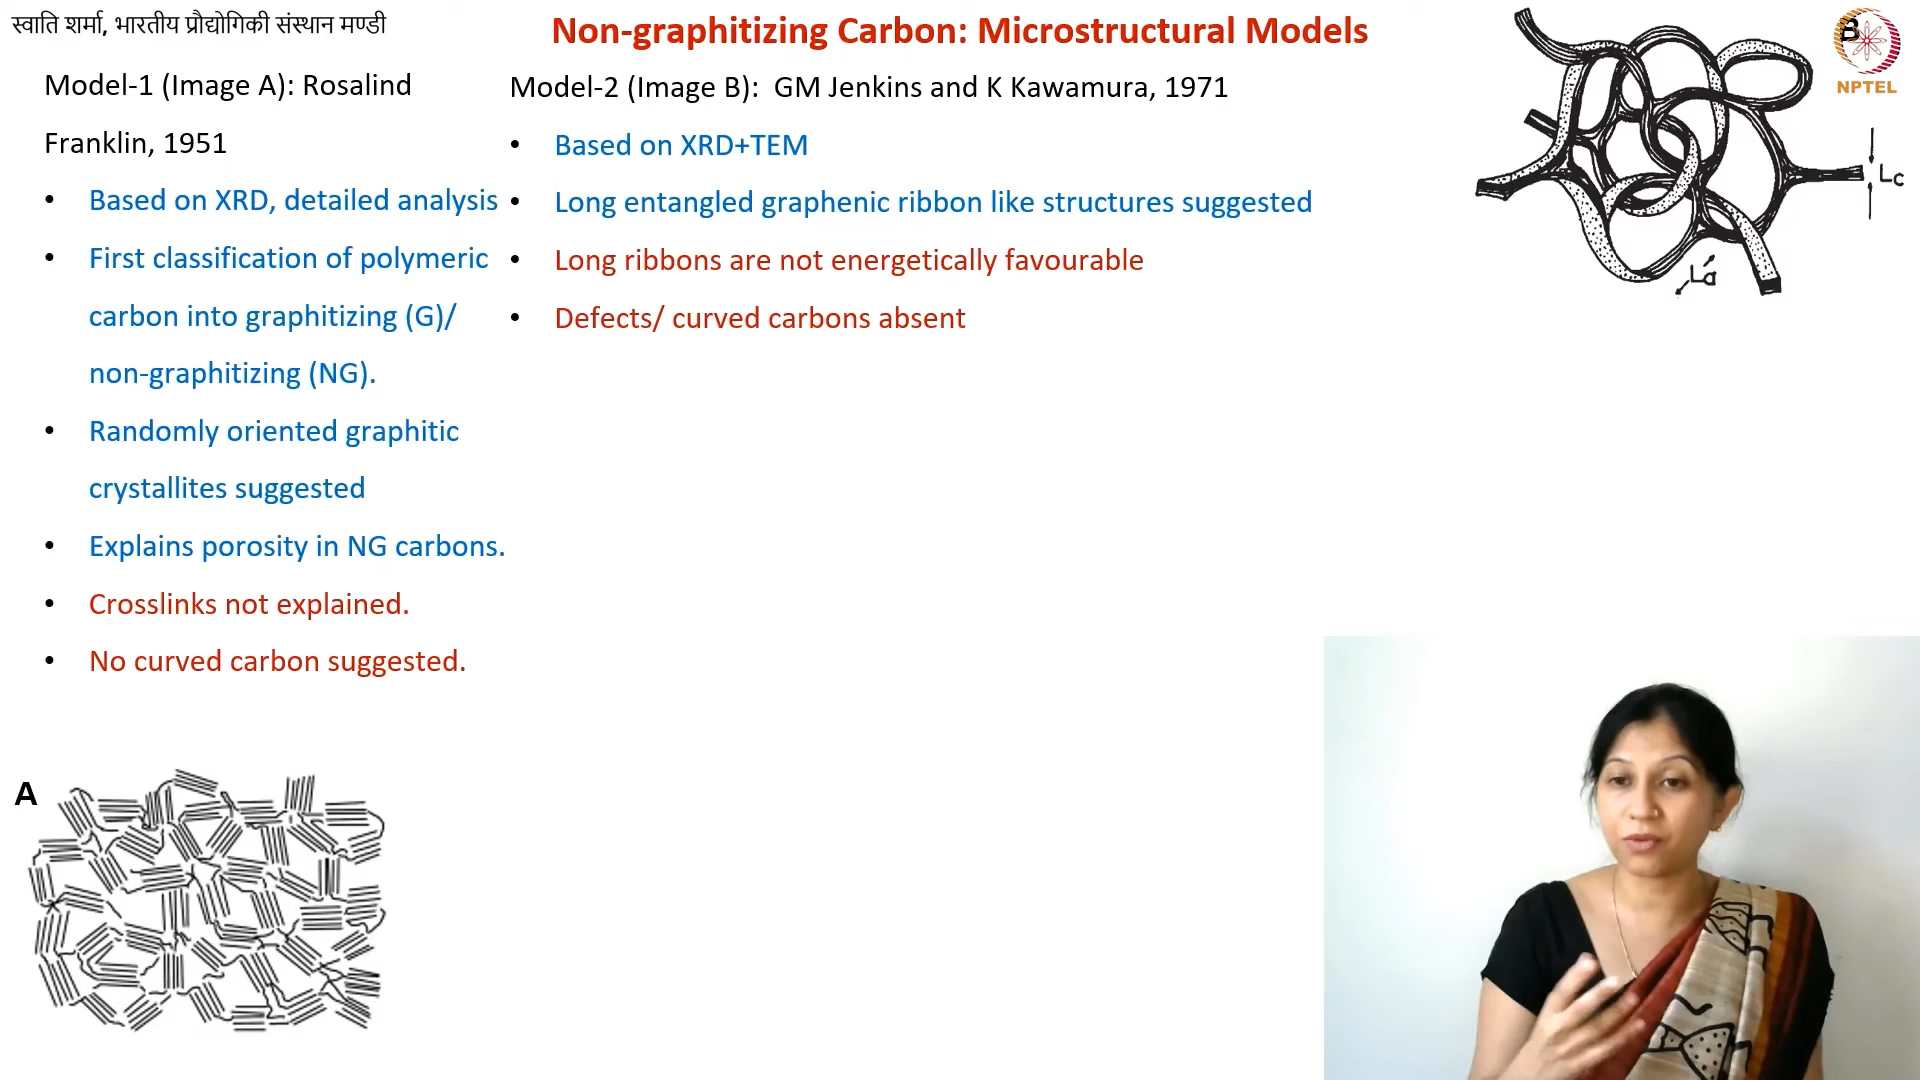 स्वाति शर्मा, भारतीय प्रौद्योगिकी संस्थान मण्डी
Non-graphitizing Carbon: Microstructural Models
Model-1 (Image A): Rosalind
Franklin, 1951
• Based on XRD, detailed analysis
• First classification of polymeric
carbon into graphitizing (G)/
non-graphitizing (NG).
• Randomly oriented graphitic
crystallites suggested
• Explains porosity in NG carbons.
• Crosslinks not explained.
• No curved carbon suggested.
A
Model-2 (Image B): GM Jenkins and K Kawamura, 1971
• Based on XRD+TEM
• Long entangled graphenic ribbon like structures suggested
• Long ribbons are not energetically favourable
• Defects/ curved carbons absent
B
NPTEL
Lc
La